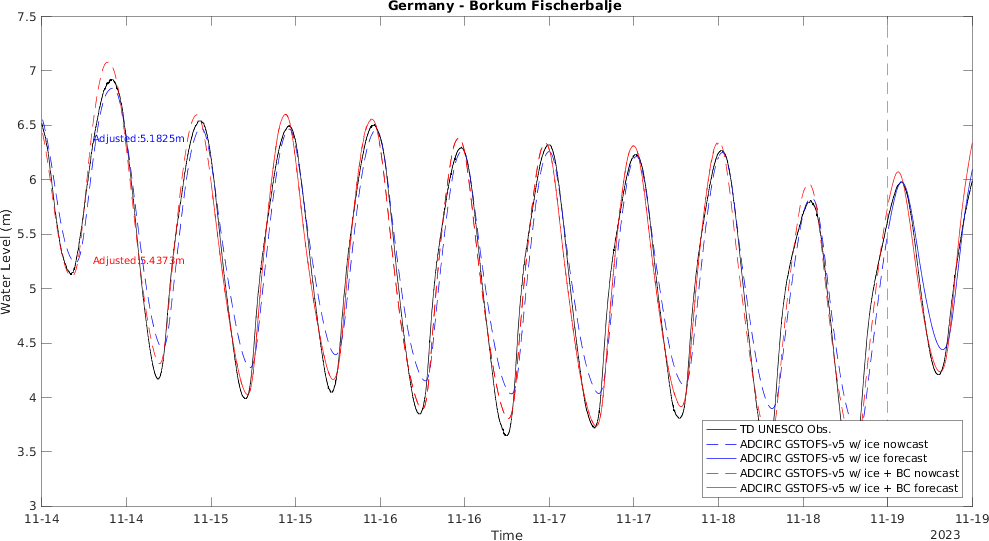 Germany - Borkum Fischerbalje
7.5
7
6.5
6
5.5
5
4.5
4
3.5
3
Water Level (m)
Adjusted:5.1825m
Adjusted:5.4373m
TD UNESCO Obs.
ADCIRC GSTOFS-v5 w/ ice nowcast
ADCIRC GSTOFS-v5 w/ ice forecast
ADCIRC GSTOFS-v5 w/ ice + BC nowcast
ADCIRC GSTOFS-v5 w/ ice + BC forecast
11-14 11-14 11-15 11-15 11-16 11-16 11-17 11-17 11-18 11-18 11-19 11-19
Time
2023